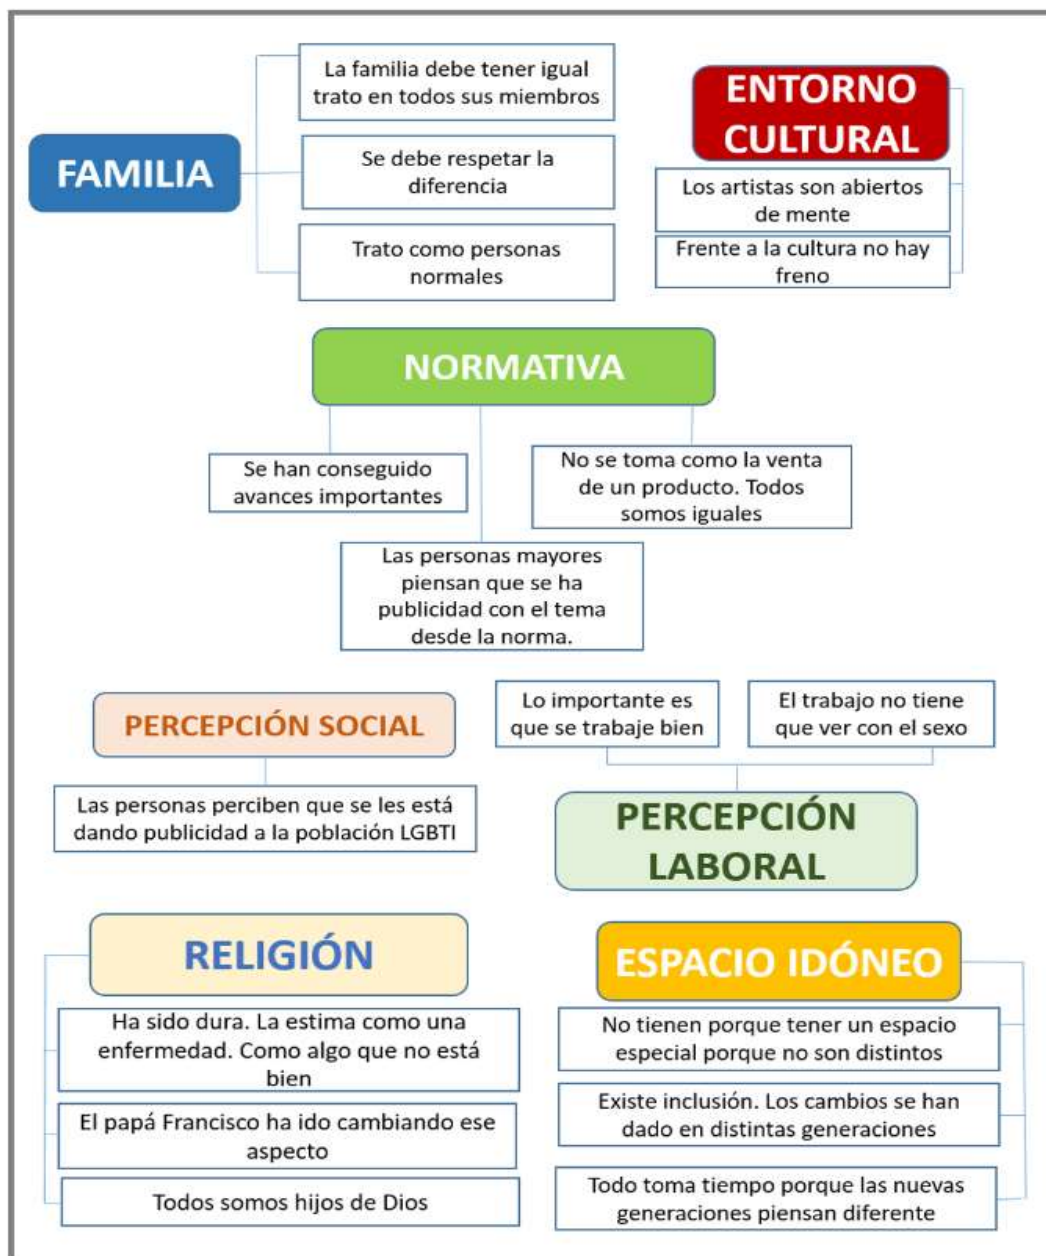 FAMILIA
La familia debe tener igual
trato en todos sus miembros
Se debe respetar la
diferencia
Trato como personas
normales
ENTORNO
CULTURAL
Los artistas son abiertos
de mente
Frente a la cultura no hay
freno
NORMATIVA
Se han conseguido
avances importantes
Las personas mayores
piensan que se ha
publicidad con el tema
desde la norma.
No se toma como la venta
de un producto. Todos
somos iguales
PERCEPCIÓN SOCIAL
Las personas perciben que se les está
dando publicidad a la población LGBTI
Lo importante es
que se trabaje bien
El trabajo no tiene
que ver con el sexo
PERCEPCIÓN
LABORAL
RELIGIÓN
Ha sido dura. La estima como una
enfermedad. Como algo que no está
bien
El papá Francisco ha ido cambiando ese
aspecto
Todos somos hijos de Dios
ESPACIO IDÓNEO
No tienen porque tener un espacio
especial porque no son distintos
Existe inclusión. Los cambios se han
dado en distintas generaciones
Todo toma tiempo porque las nuevas
generaciones piensan diferente